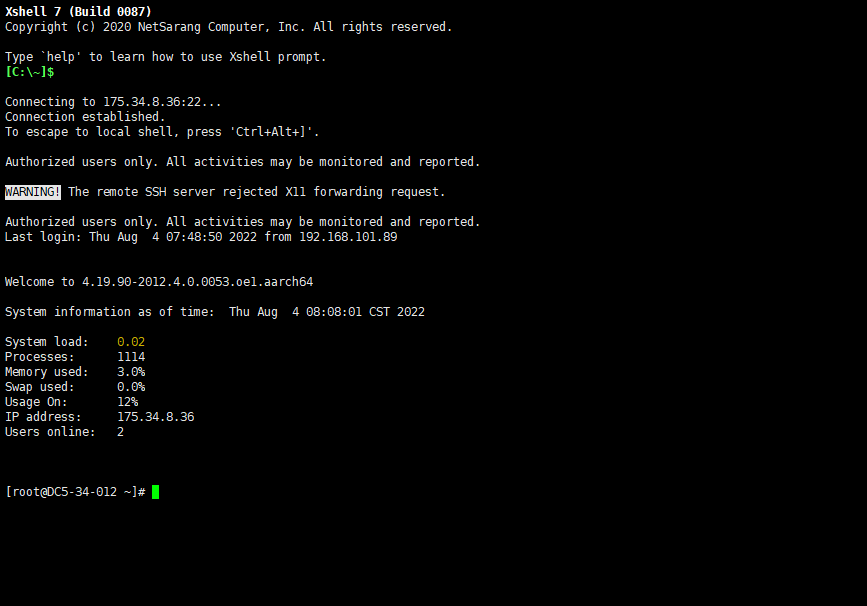 Xshell 7 (Build 0087)
Copyright (c) 2020 NetSarang Computer, Inc. All rights reserved.
Type `help' to learn how to use Xshell prompt.
[C:\~]$
Connecting to 175.34.8.36:22...
Connection established.
To escape to local shell, press 'Ctrl+Alt+]'.
Authorized users only. All activities may be monitored and reported.
WARNING! The remote SSH server rejected X11 forwarding request.
Authorized users only. All activities may be monitored and reported.
Last login: Thu Aug  4 07:48:50 2022 from 192.168.101.89
Welcome to 4.19.90-2012.4.0.0053.oe1.aarch64
System information as of time:  Thu Aug  4 08:08:01 CST 2022
System load:    0.02
Processes:      1114
Memory used:    3.0%
Swap used:      0.0%
Usage On:       12%
IP address:     175.34.8.36
Users online:   2
[root@DC5-34-012 ~]#